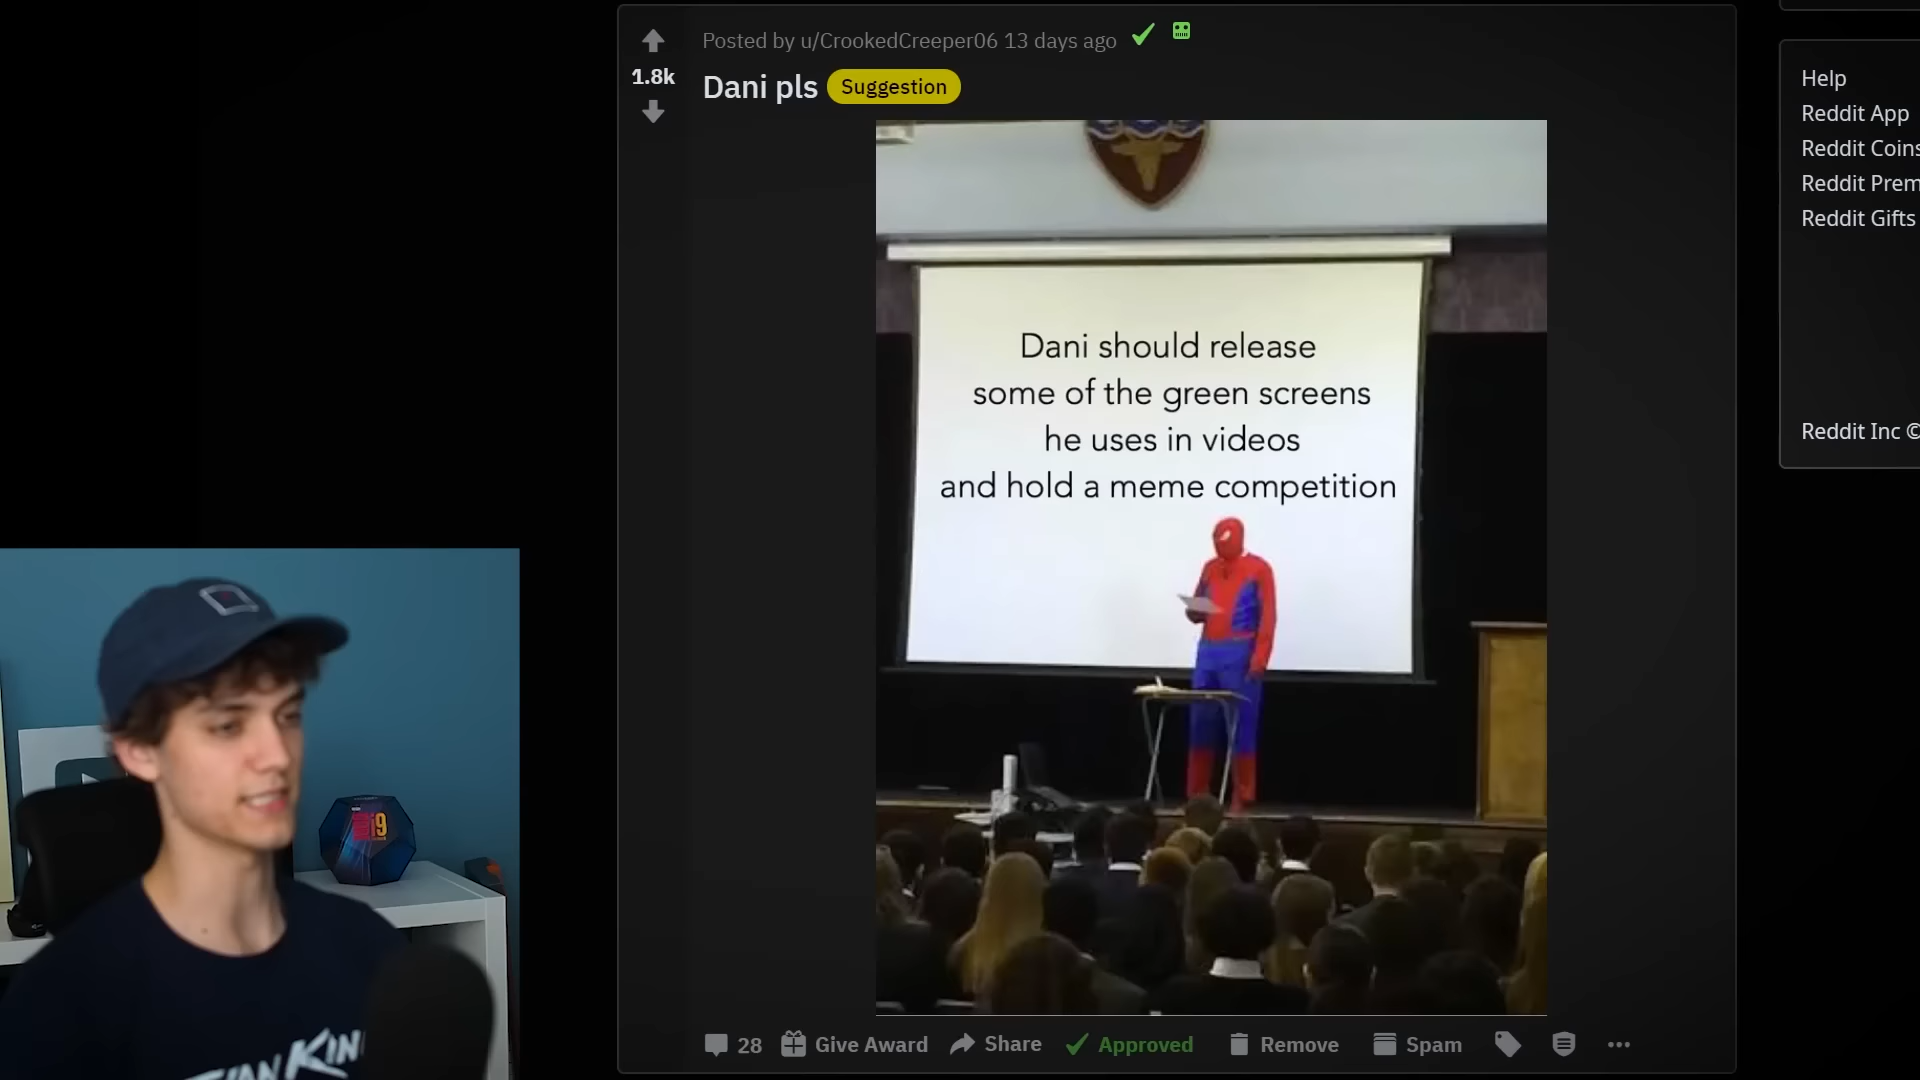 Posted by u/CrookedCreeper06 13 days ago
1.8k
Dani pls
Suggestion
Dani should release
some of the green screens
he uses in videos
and hold a meme competition
28
Give Award
Share
Approved
Remove
Spam
Help
Reddit App
Reddit Coins
Reddit Prem
Reddit Gifts
Reddit Inc ©
i9